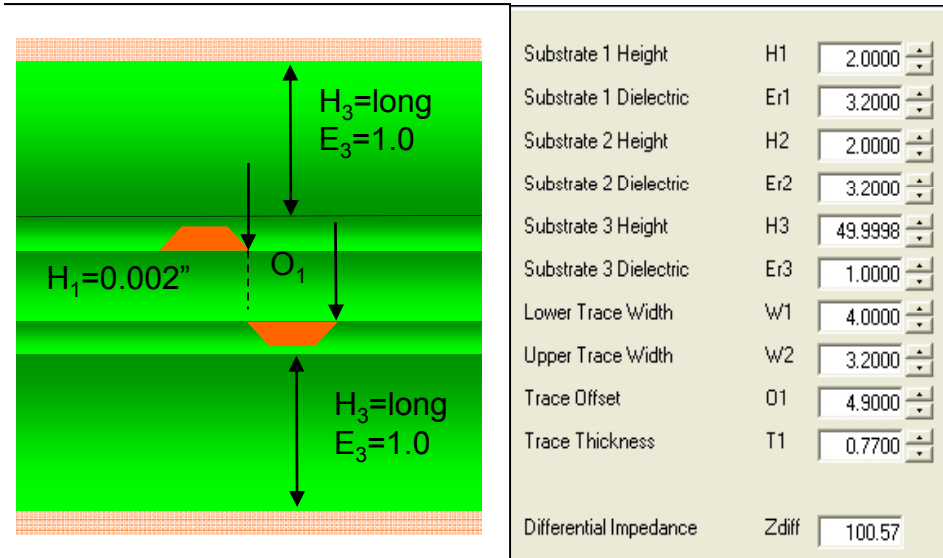 H3=long
E3=1.0
H1=0.002”
O1
H3=long
E3=1.0
Substrate 1 Height H1 2.0000
Substrate 1 Dielectric Er1 3.2000
Substrate 2 Height H2 2.0000
Substrate 2 Dielectric Er2 3.2000
Substrate 3 Height H3 49.9998
Substrate 3 Dielectric Er3 1.0000
Lower Trace Width W1 4.0000
Upper Trace Width W2 3.2000
Trace Offset O1 4.9000
Trace Thickness T1 0.7700
Differential Impedance Zdiff 100.57